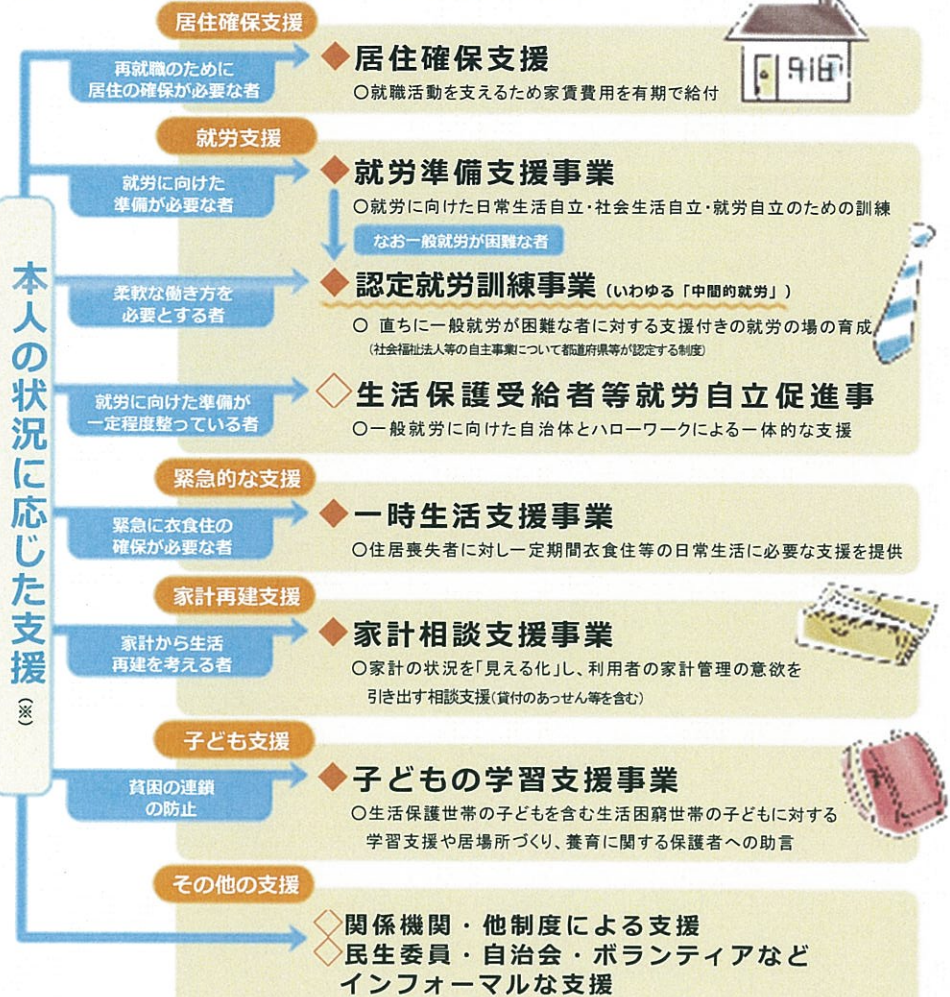 居住確保支援
再就職のために
居住の確保が必要な者
◆居住確保支援
○就職活動を支えるため家賃費用を有期で給付
就労支援
就労に向けた
準備が必要な者
◆就労準備支援事業
○就労に向けた日常生活自立・社会生活自立・就労自立のための訓練
なお一般就労が困難な者
柔軟な働き方を
必要とする者
◆認定就労訓練事業(いわゆる「中間的就労」)
○ 直ちに一般就労が困難な者に対する支援付きの就労の場の育成
(社会福祉法人等の自主事業について都道府県等が認定する制度)
就労に向けた準備が
一定程度整っている者
◇生活保護受給者等就労自立促進事
○一般就労に向けた自治体とハローワークによる一体的な支援
緊急的な支援
緊急に衣食住の
確保が必要な者
◆一時生活支援事業
○住居喪失者に対し一定期間衣食住等の日常生活に必要な支援を提供
家計再建支援
家計から生活
再建を考える者
◆家計相談支援事業
○家計の状況を「見える化」し、利用者の家計管理の意欲を
引き出す相談支援(貸付のあっせん等を含む)
子ども支援
貧困の連鎖
の防止
◆子どもの学習支援事業
○生活保護世帯の子どもを含む生活困窮世帯の子どもに対する
学習支援や居場所づくり、養育に関する保護者への助言
その他の支援
◇関係機関・他制度による支援
◇民生委員・自治会・ボランティアなど
インフォーマルな支援
本人の状況に応じた支援(※)